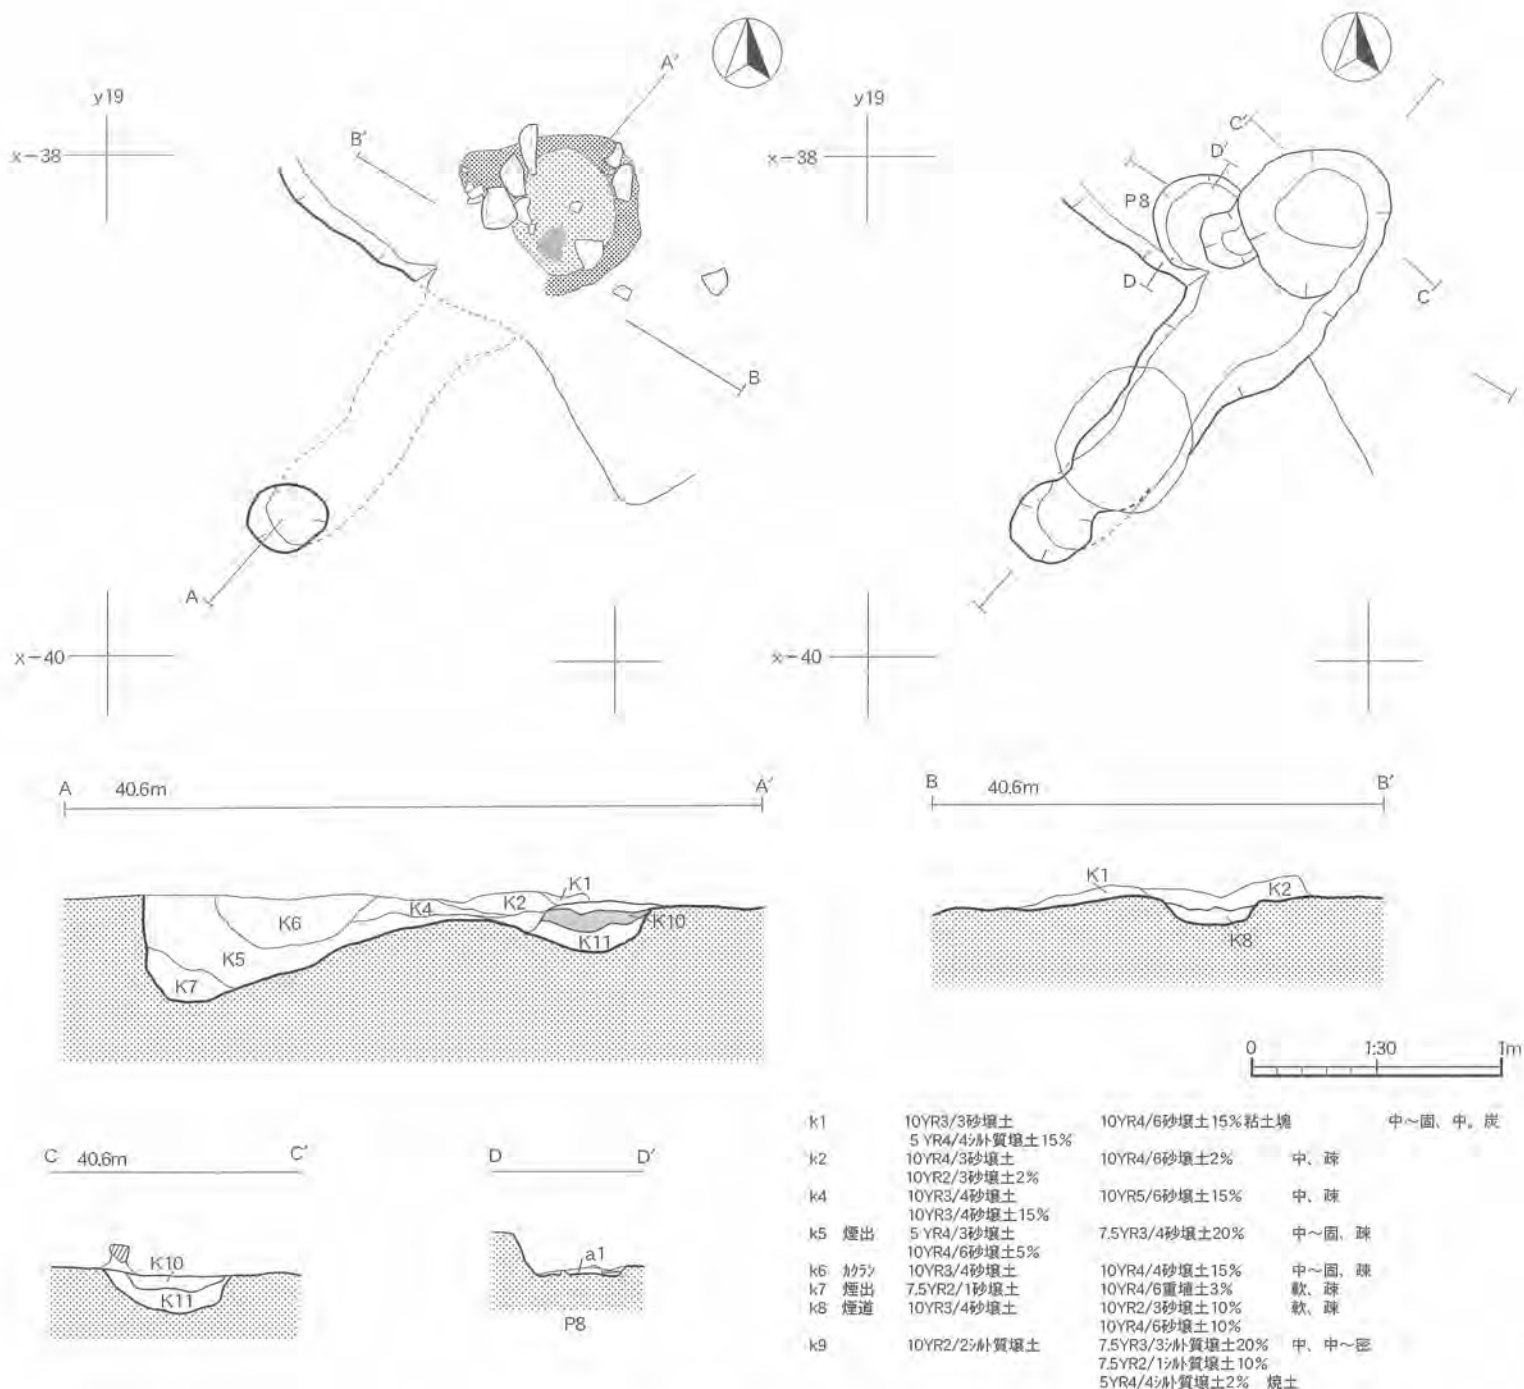 y19
x-38
A'
B'
B
A
x-40
y19
x-38
C'
D'
P8
D
C
x-40
A 40.6m A'
K1
K2
K4
K10
K6
K11
K5
K7
B 40.6m B'
K1
K2
K8
0 1:30 1m
C 40.6m C'
K10
K11
D D'
a1
P8
k1 10YR3/3砂壌土 10YR4/6砂壌土15%粘土塊 中～固、中。炭
5 YR4/4シルト質壌土15%
k2 10YR4/3砂壌土 10YR4/6砂壌土2% 中、疎
10YR2/3砂壌土2%
k4 10YR3/4砂壌土 10YR5/6砂壌土15% 中、疎
10YR3/4砂壌土15%
k5 煙出 5 YR4/3砂壌土 7.5YR3/4砂壌土20% 中～固、疎
10YR4/6砂壌土5%
k6 カクラン 10YR3/4砂壌土 10YR4/4砂壌土15% 中～固、疎
k7 煙出 7.5YR2/1砂壌土 10YR4/6重埴土3% 軟、疎
k8 煙道 10YR3/4砂壌土 10YR2/3砂壌土10% 軟、疎
10YR4/6砂壌土10%
k9 10YR2/2シルト質壌土 7.5YR3/3シルト質壌土20% 中、中～密
7.5YR2/1シルト質壌土10%
5YR4/4シルト質壌土2% 焼土